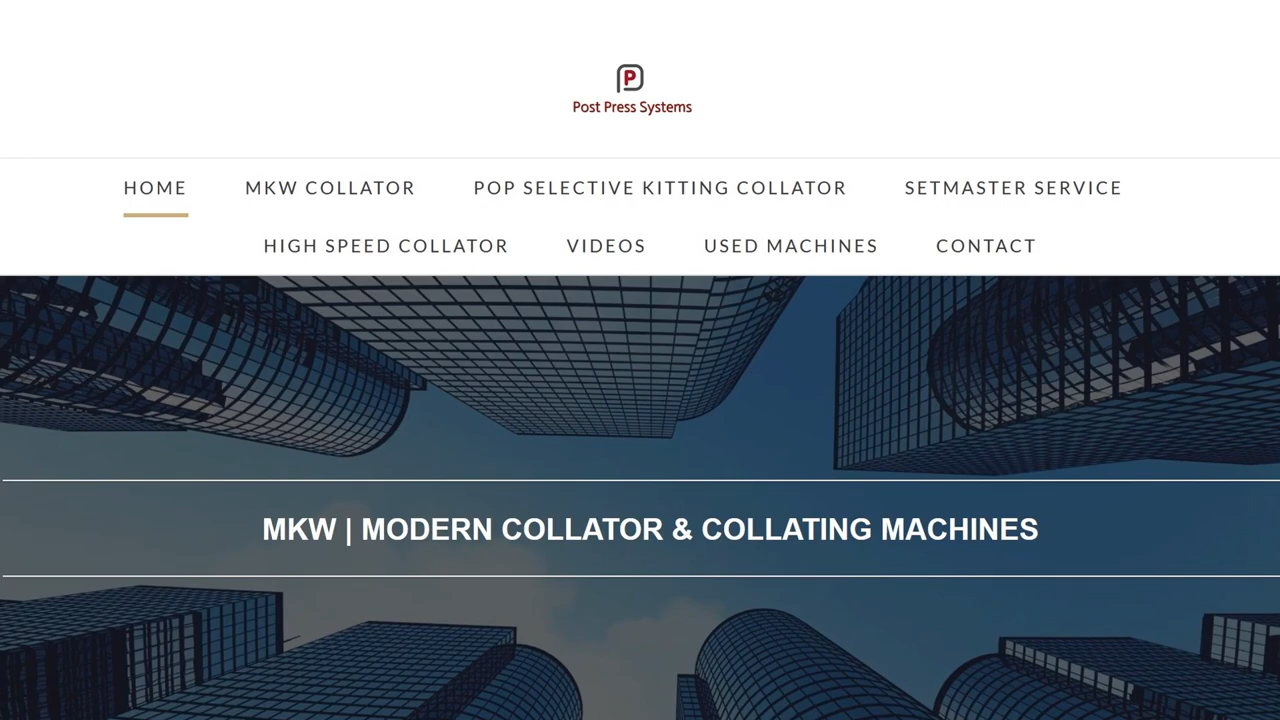 P
Post Press Systems
HOME MKW COLLATOR POP SELECTIVE KITTING COLLATOR SETMASTER SERVICE
HIGH SPEED COLLATOR VIDEOS USED MACHINES CONTACT
MKW | MODERN COLLATOR & COLLATING MACHINES